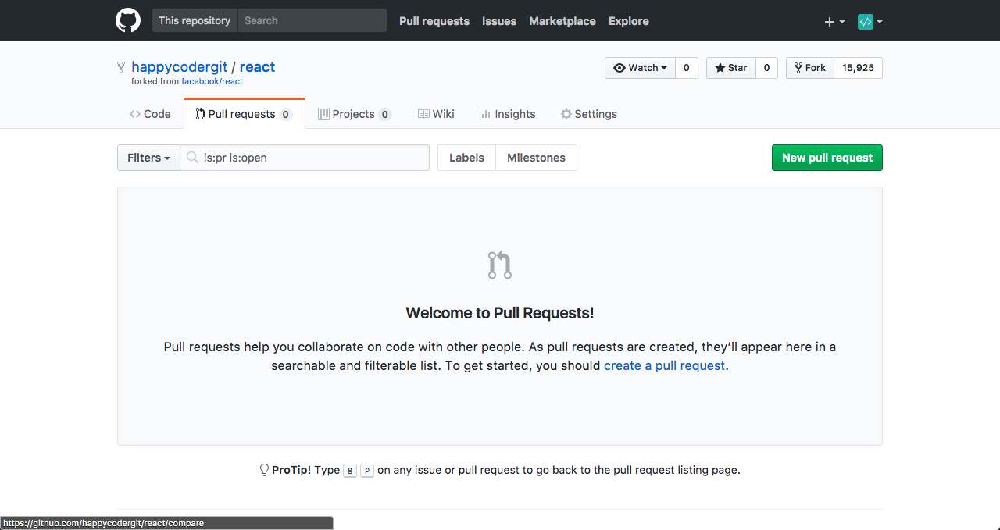 This repository Search Pull requests Issues Marketplace Explore
happycodergit / react Watch 0 Star 0 Fork 15,925
forked from facebook/react
Code Pull requests 0 Projects 0 Wiki Insights Settings
Filters is:pr is:open Labels Milestones New pull request
Welcome to Pull Requests!
Pull requests help you collaborate on code with other people. As pull requests are created, they’ll appear here in a
searchable and filterable list. To get started, you should create a pull request.
ProTip! Type g p on any issue or pull request to go back to the pull request listing page.
https://github.com/happycodergit/react/compare